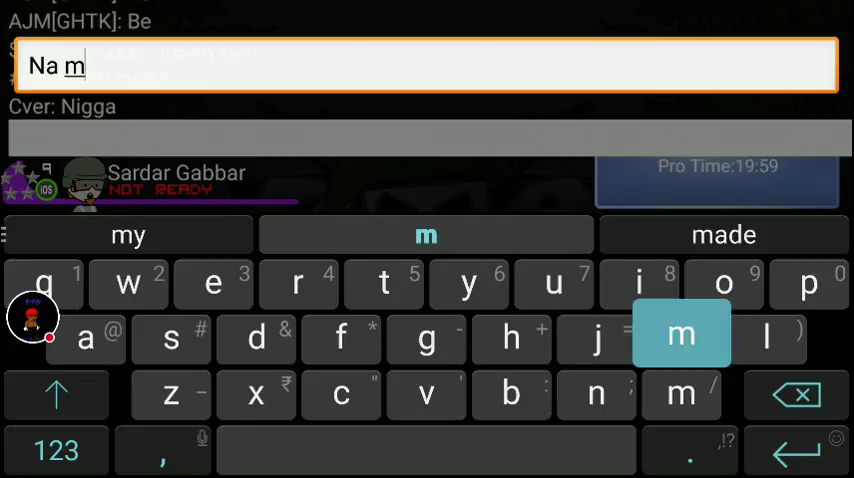 AJM[GHTK]: Be
Na m
Cver: Nigga
9
iOS
Sardar Gabbar
NOT READY
Pro Time:19:59
my m made
q 1 w 2 e 3 r 4 t 5 y 6 u 7 i 8 o 9 p 0
a @ s # d & f * g - h + j = m l )
z _ x ₹ c " v ' b : n ; m /
123 , . ,!?